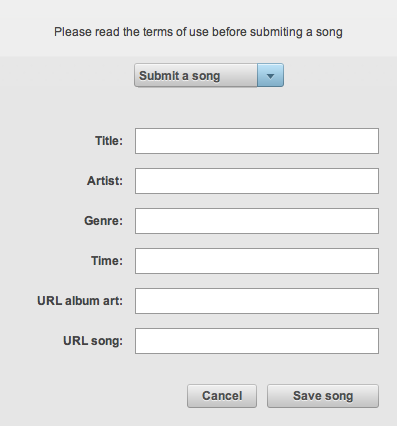 Please read the terms of use before submiting a song
Submit a song
Title:
Artist:
Genre:
Time:
URL album art:
URL song:
Cancel Save song